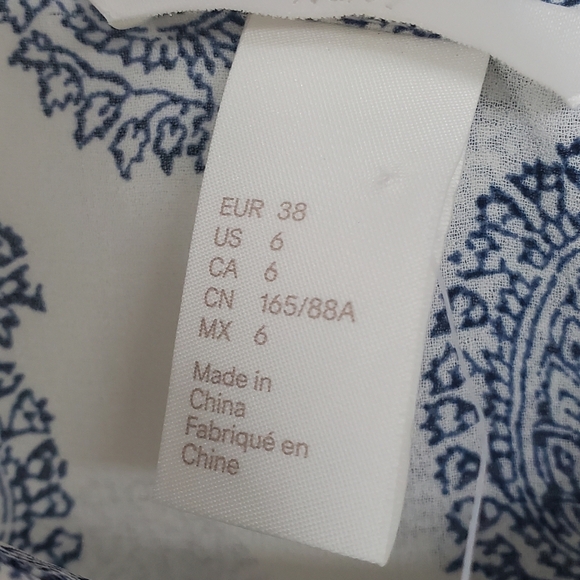 EUR 38
US 6
CA 6
CN 165/88A
MX 6
Made in
China
Fabriqué en
Chine